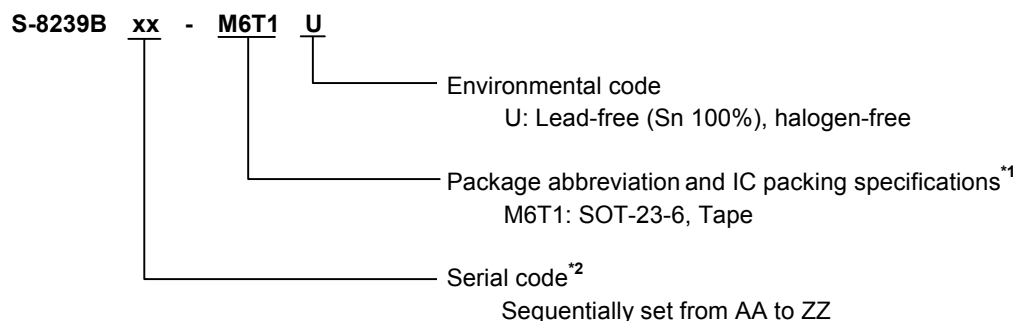 S-8239B xx - M6T1 U
Environmental code
U: Lead-free (Sn 100%), halogen-free
Package abbreviation and IC packing specifications*1
M6T1: SOT-23-6, Tape
Serial code*2
Sequentially set from AA to ZZ